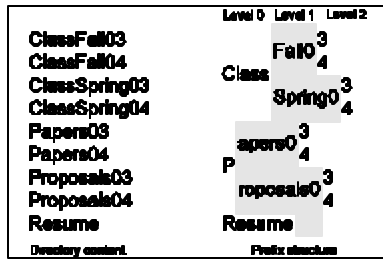 Level 0 Level 1 Level 2
ClassFall03
ClassFall04
ClassSpring03
ClassSpring04
Papers03
Papers04
Proposals03
Proposals04
Resume
Directory content
Class
Fall0
3
4
Spring0
3
4
P
apers0
3
4
roposals0
3
4
Resume
Prefix structure